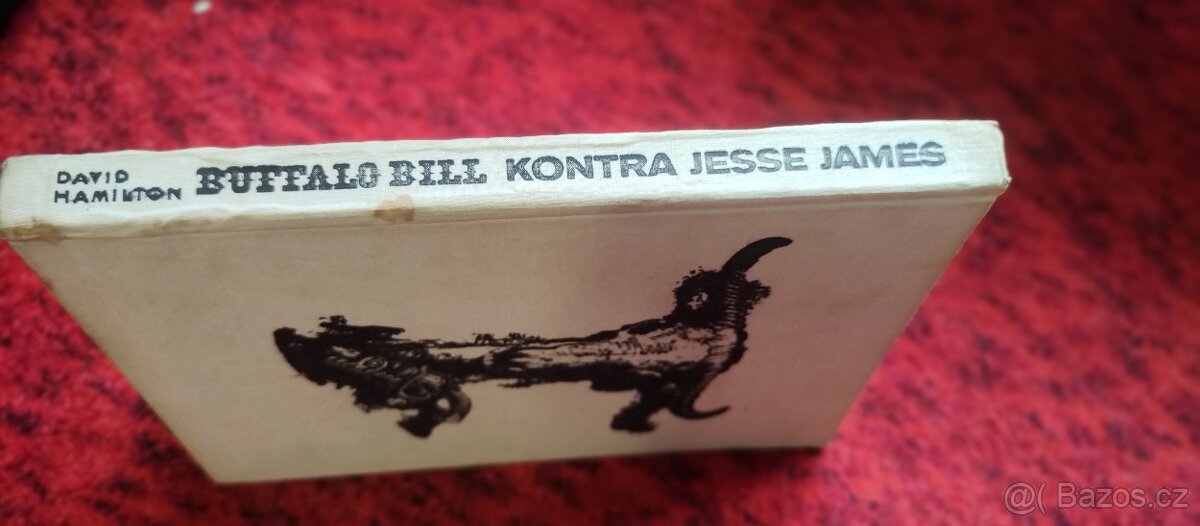 DAVID
HAMILTON
BUFFALO BILL KONTRA JESSE JAMES
@( Bazos.cz